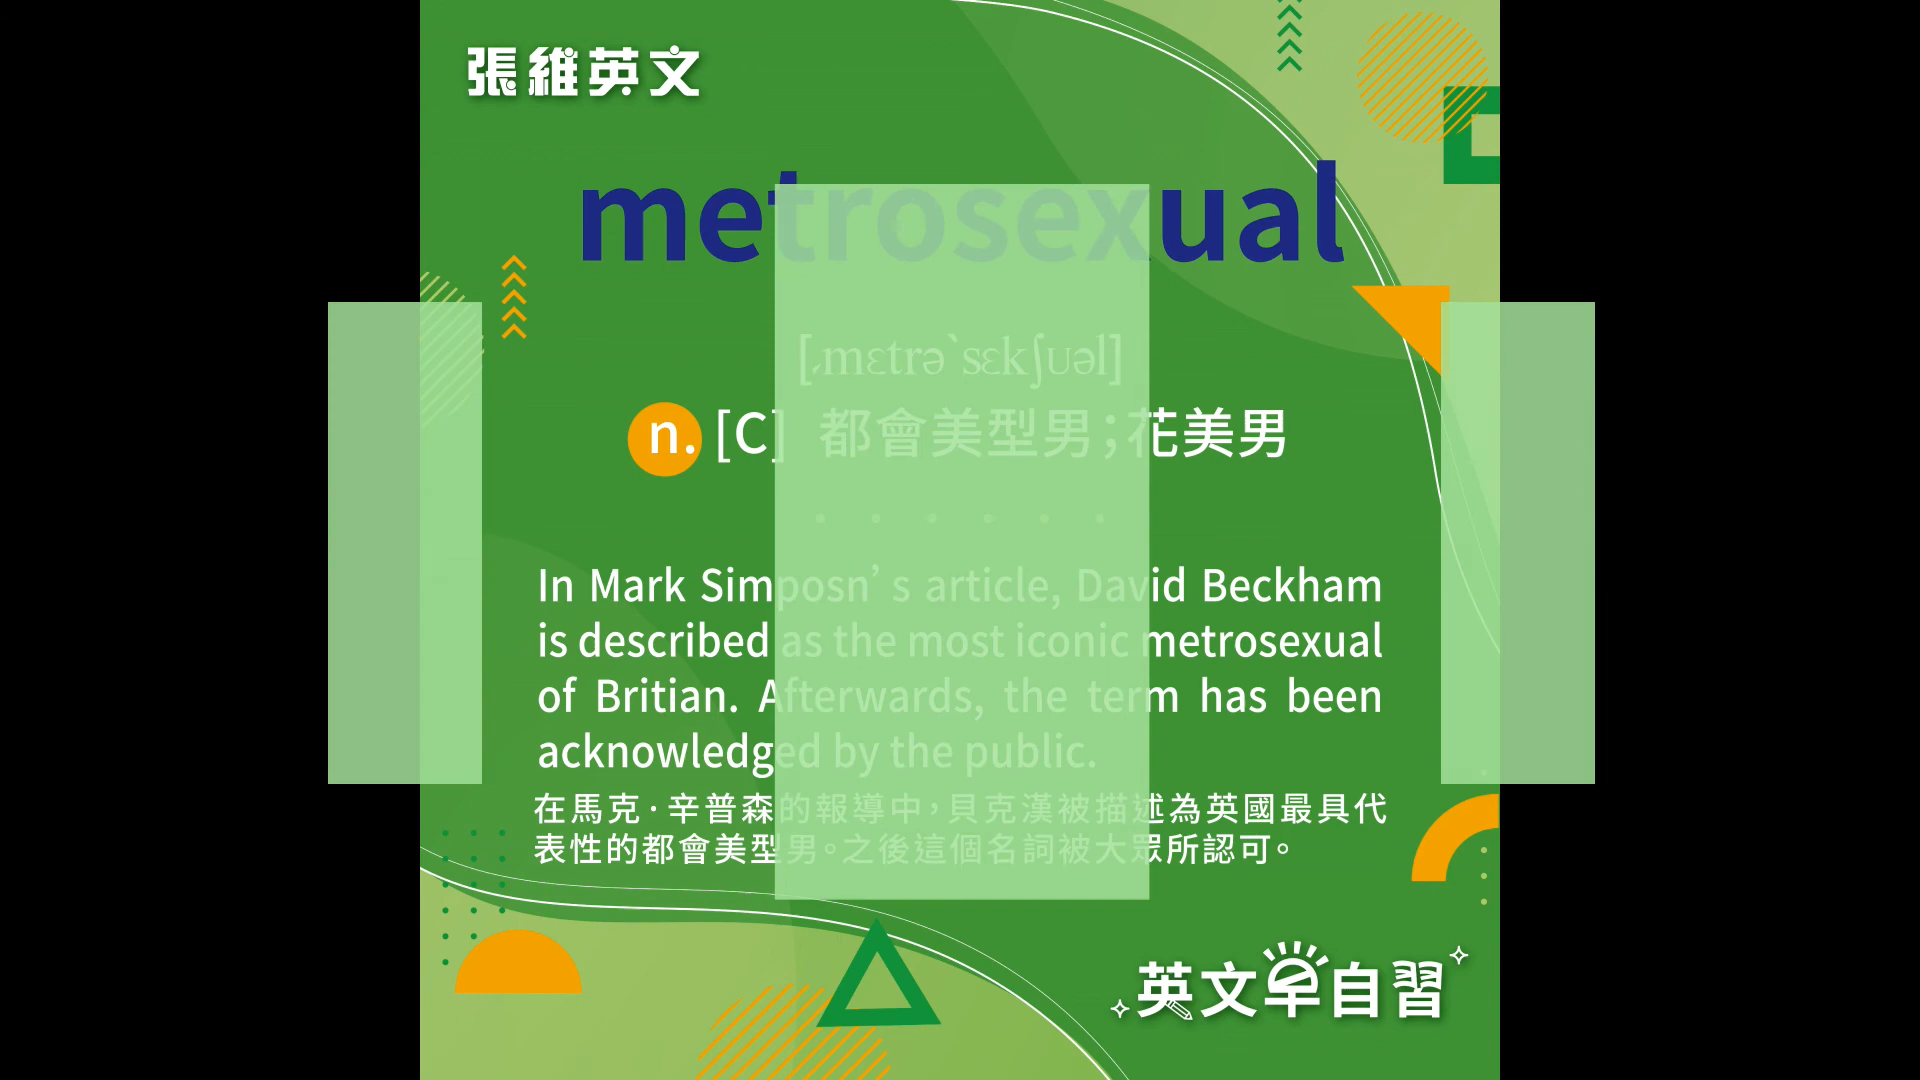 張維英文
metrosexual
[ˏmɛtrəˋsɛkʃuəl]
n. [C] 都會美型男；花美男
In Mark Simposn’s article, David Beckham
is described as the most iconic metrosexual
of Britian. Afterwards, the term has been
acknowledged by the public.
在馬克·辛普森的報導中，貝克漢被描述為英國最具代
表性的都會美型男。之後這個名詞被大眾所認可。
英文早自習